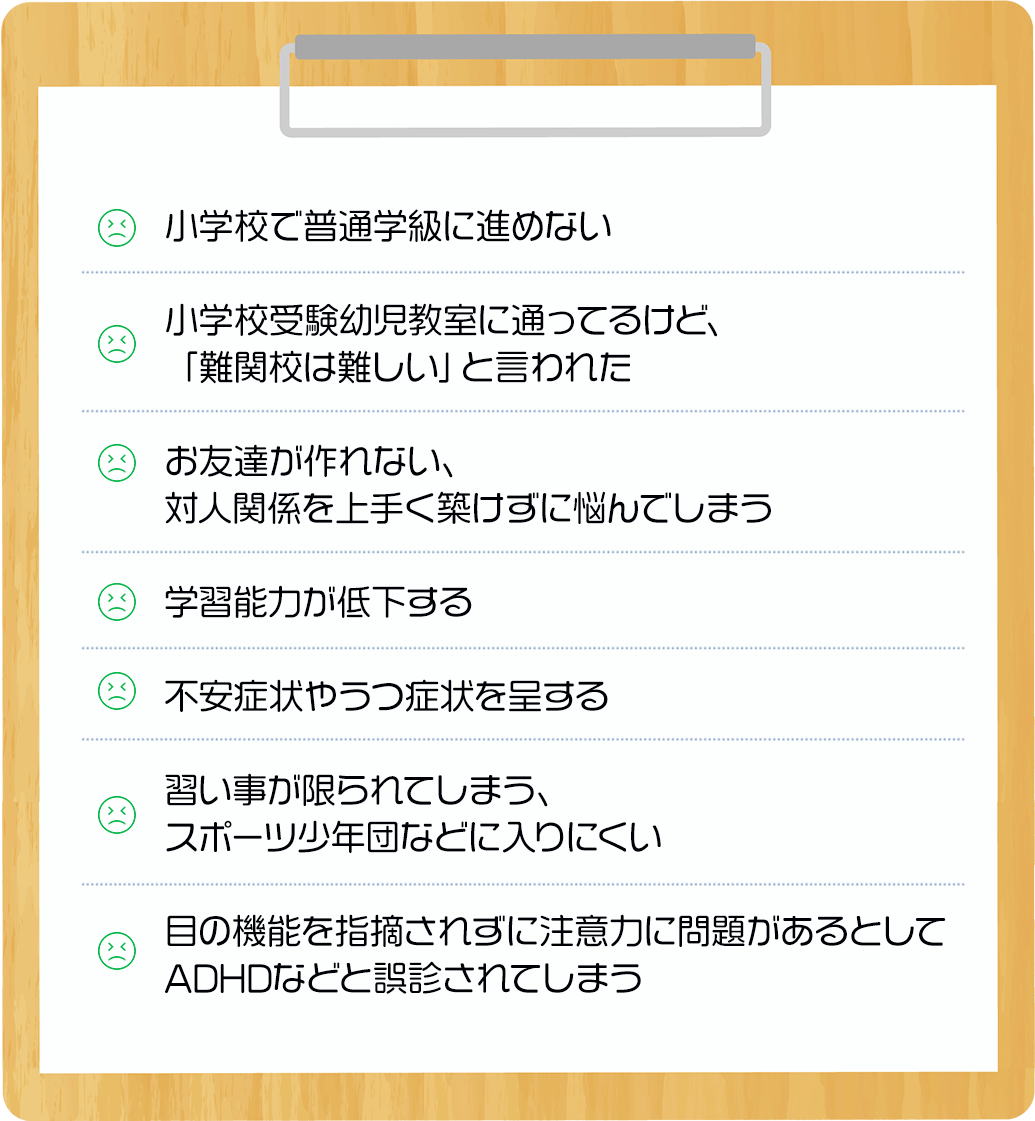 小学校で普通学級に進めない
小学校受験幼児教室に通ってるけど、
「難関校は難しい」と言われた
お友達が作れない、
対人関係を上手く築けずに悩んでしまう
学習能力が低下する
不安症状やうつ症状を呈する
習い事が限られてしまう、
スポーツ少年団などに入りにくい
目の機能を指摘されずに注意力に問題があるとして
ADHDなどと誤診されてしまう